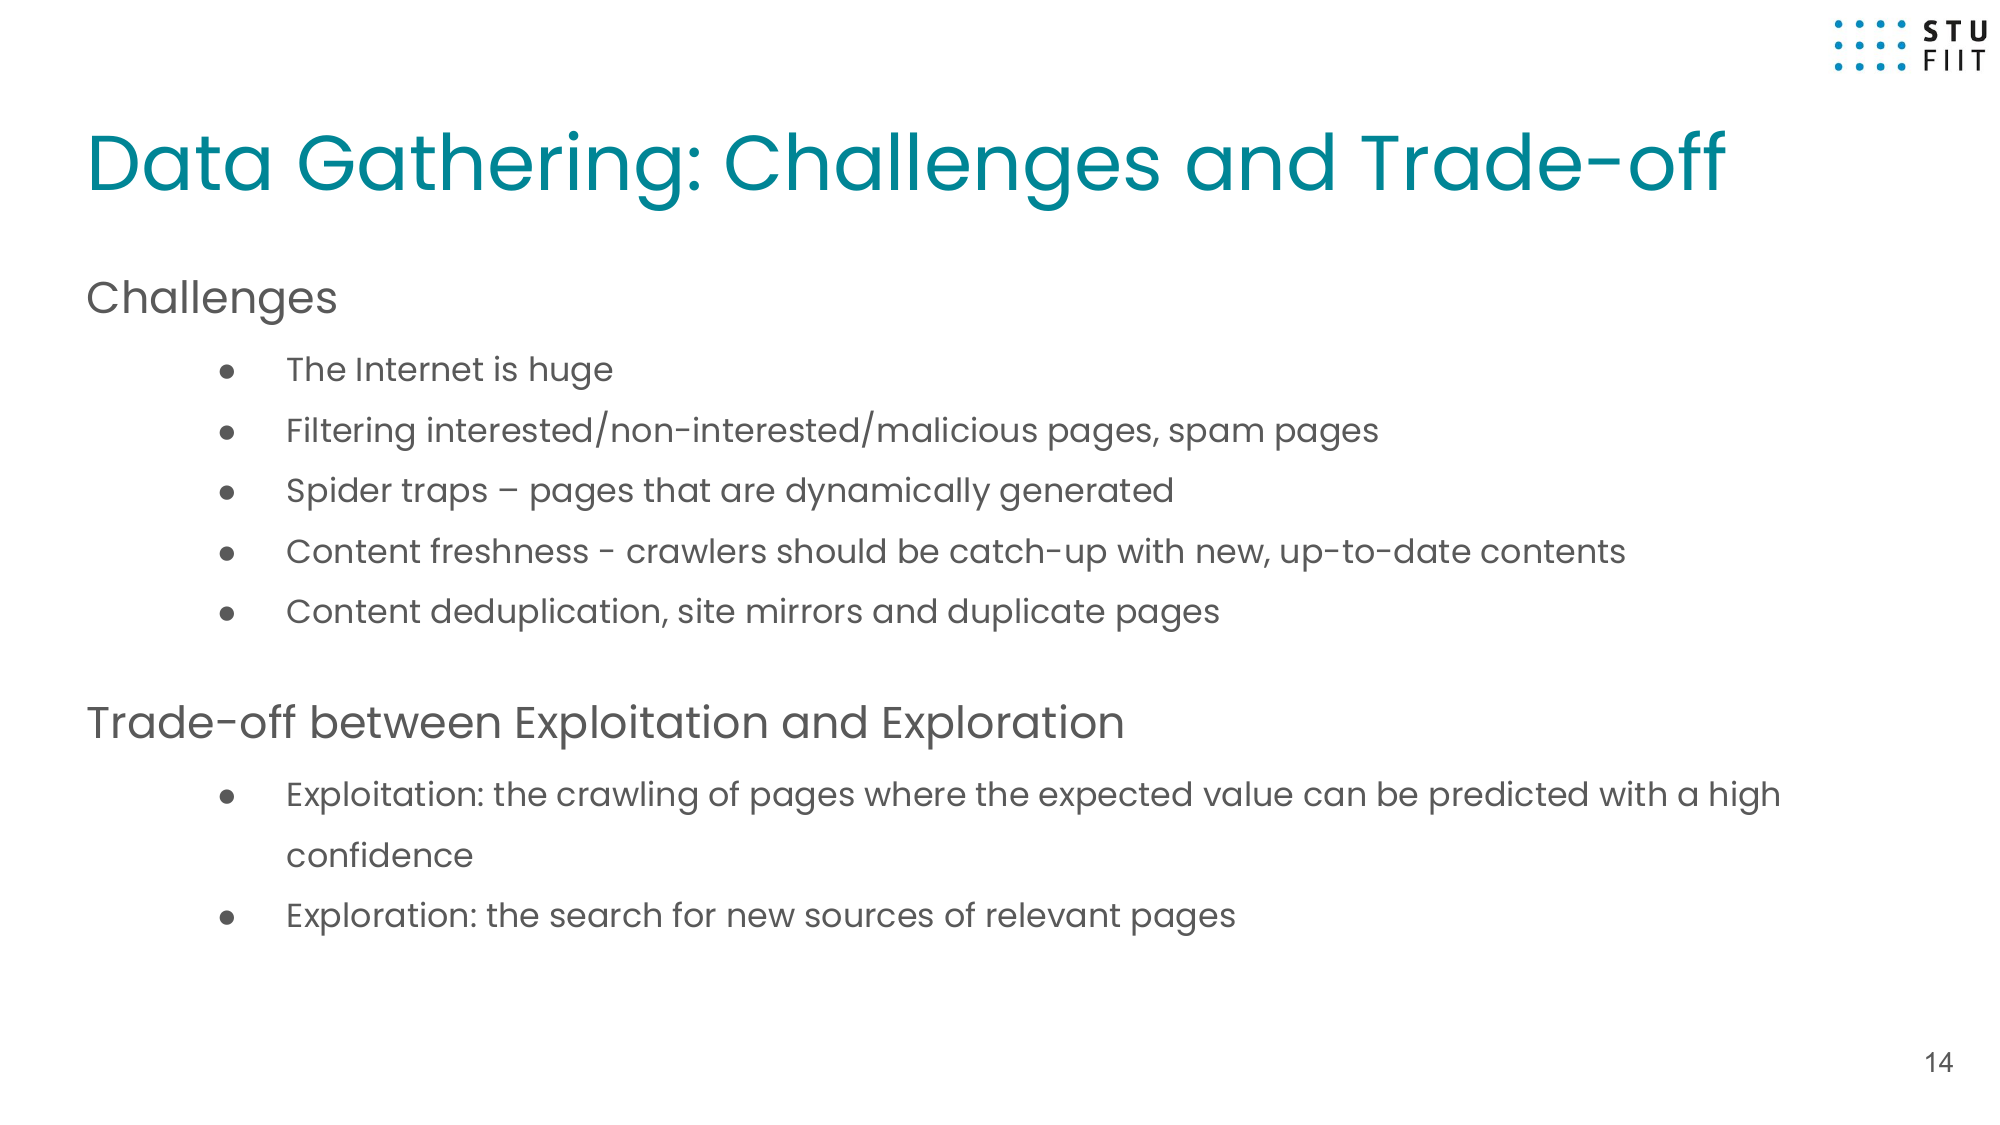 STU
FIIT
Data Gathering: Challenges and Trade-off
Challenges
● The Internet is huge
● Filtering interested/non-interested/malicious pages, spam pages
● Spider traps – pages that are dynamically generated
● Content freshness - crawlers should be catch-up with new, up-to-date contents
● Content deduplication, site mirrors and duplicate pages
Trade-off between Exploitation and Exploration
● Exploitation: the crawling of pages where the expected value can be predicted with a high
confidence
● Exploration: the search for new sources of relevant pages
14